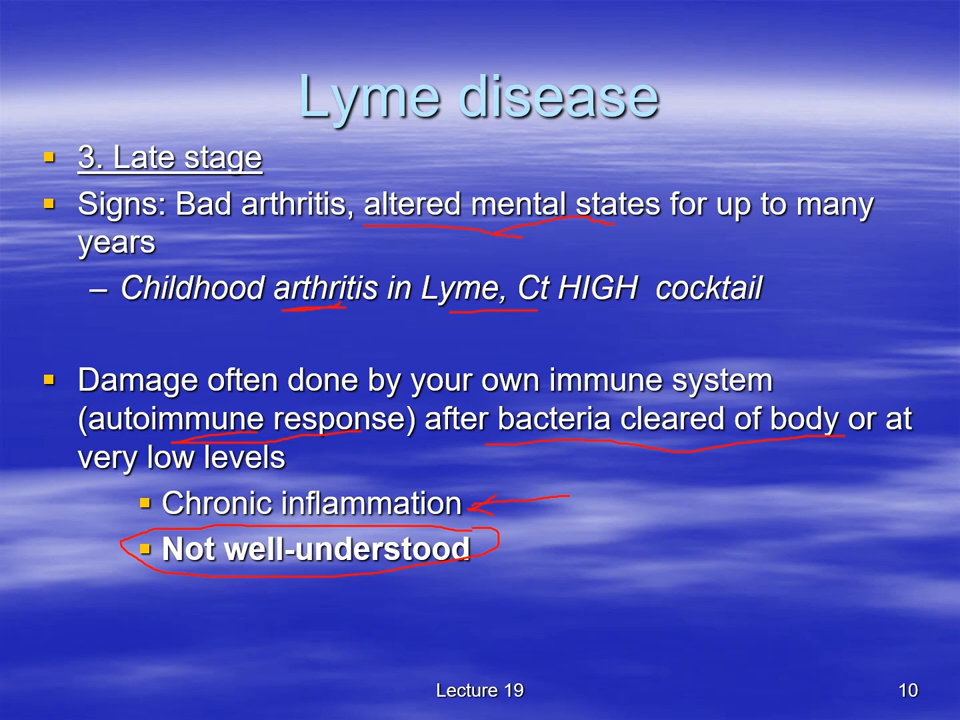 Lyme disease
3. Late stage
Signs: Bad arthritis, altered mental states for up to many
years
– Childhood arthritis in Lyme, Ct HIGH cocktail
Damage often done by your own immune system
(autoimmune response) after bacteria cleared of body or at
very low levels
Chronic inflammation
Not well-understood
Lecture 19
10